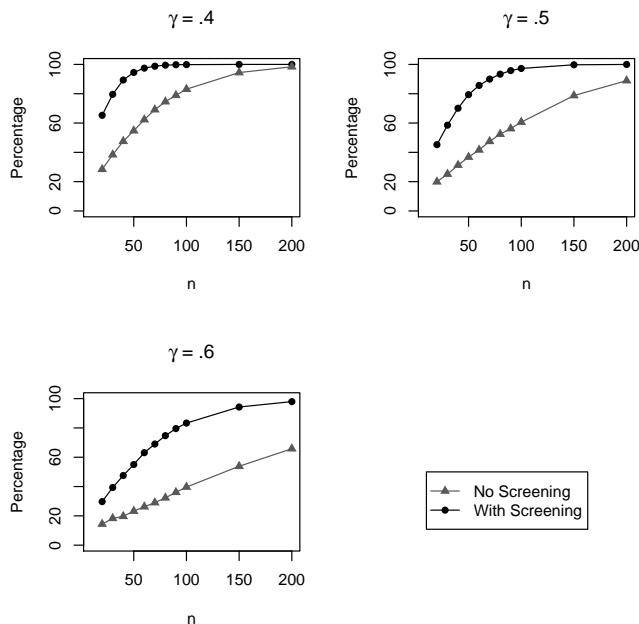 γ = .4
Percentage
0 20 60 100
50 100 150 200
n
γ = .5
Percentage
0 20 60 100
50 100 150 200
n
γ = .6
Percentage
0 20 60 100
50 100 150 200
n
No Screening
With Screening